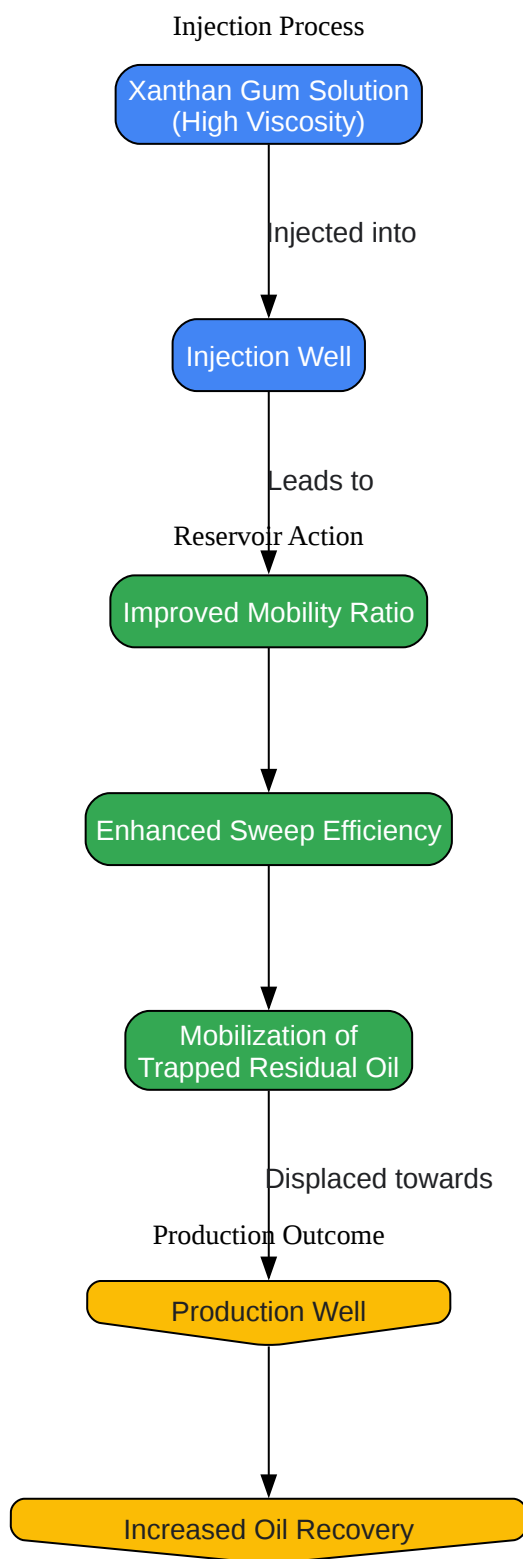 Injection Process
Xanthan Gum Solution
(High Viscosity)
Injected into
Injection Well
Leads to
Reservoir Action
Improved Mobility Ratio
Enhanced Sweep Efficiency
Mobilization of
Trapped Residual Oil
Displaced towards
Production Outcome
Production Well
Increased Oil Recovery